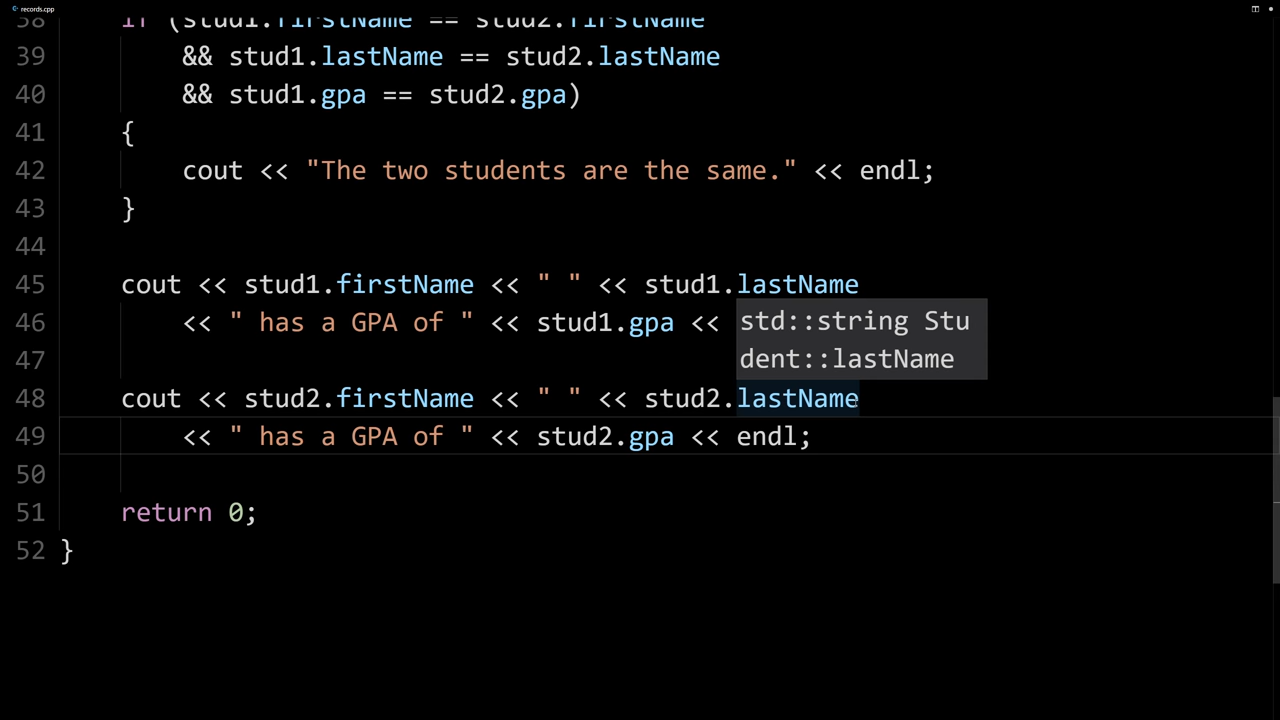 records.cpp
38 if (stud1.firstName == stud2.firstName
39 && stud1.lastName == stud2.lastName
40 && stud1.gpa == stud2.gpa)
41 {
42 cout << "The two students are the same." << endl;
43 }
44
45 cout << stud1.firstName << " " << stud1.lastName
46 << " has a GPA of " << stud1.gpa <<
std::string Stu
47
dent::lastName
48 cout << stud2.firstName << " " << stud2.lastName
49 << " has a GPA of " << stud2.gpa << endl;
50
51 return 0;
52 }